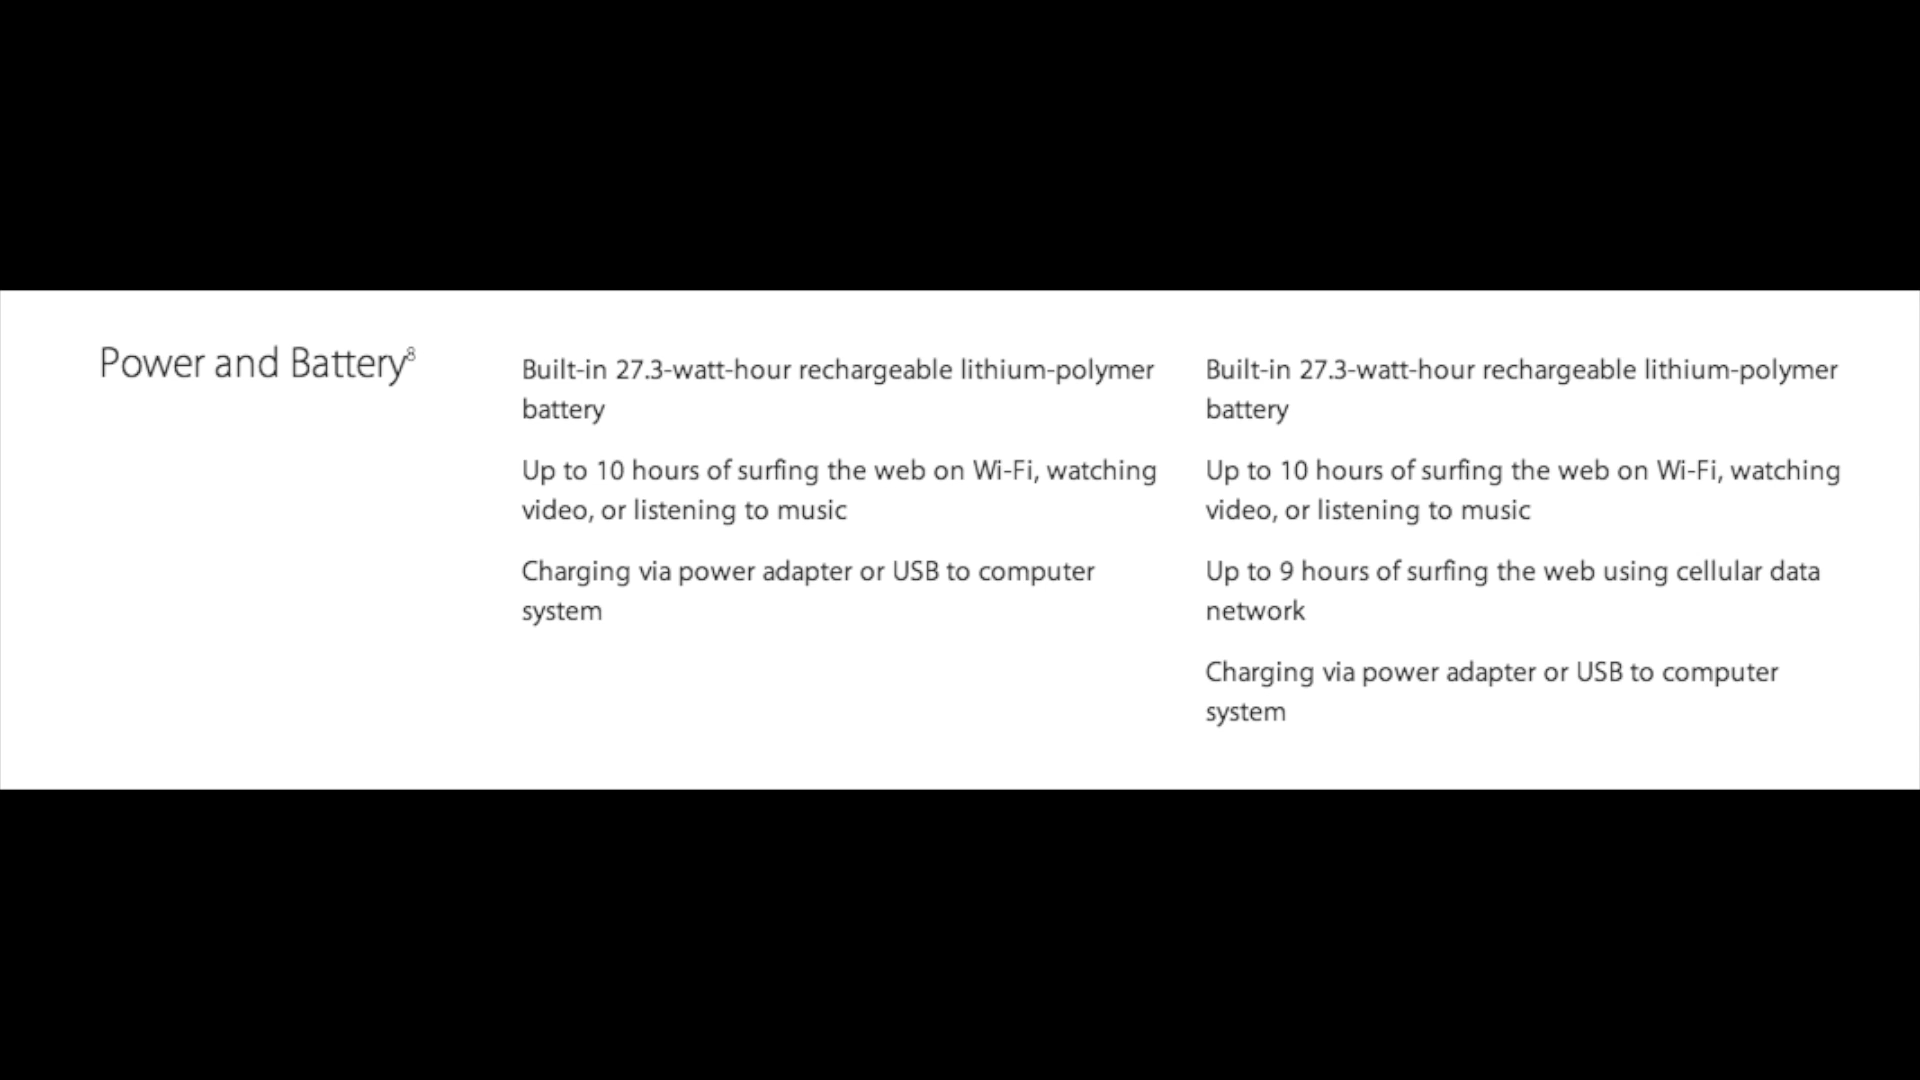 Power and Battery⁸
Built-in 27.3-watt-hour rechargeable lithium-polymer
battery
Up to 10 hours of surfing the web on Wi-Fi, watching
video, or listening to music
Charging via power adapter or USB to computer
system
Built-in 27.3-watt-hour rechargeable lithium-polymer
battery
Up to 10 hours of surfing the web on Wi-Fi, watching
video, or listening to music
Up to 9 hours of surfing the web using cellular data
network
Charging via power adapter or USB to computer
system